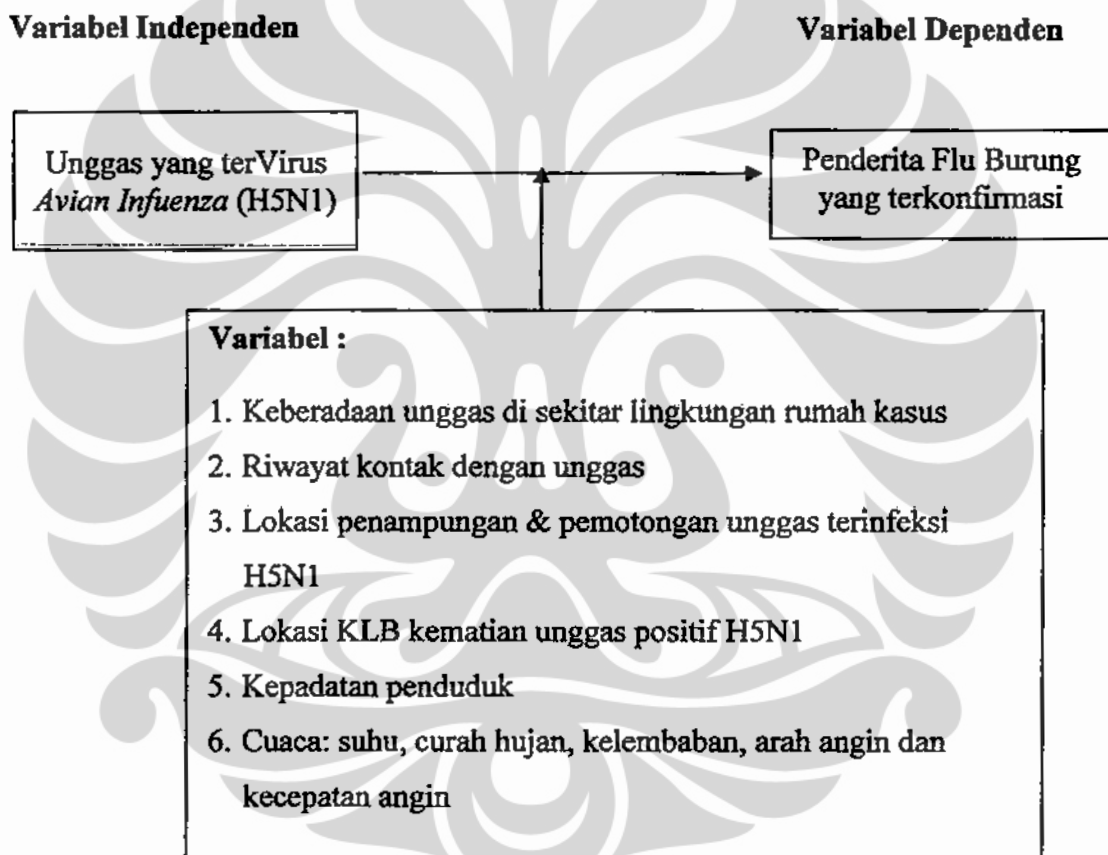 Variabel Independen
Variabel Dependen
Unggas yang terVirus
Avian Infuenza (H5N1)
Penderita Flu Burung
yang terkonfirmasi
Variabel :
1. Keberadaan unggas di sekitar lingkungan rumah kasus
2. Riwayat kontak dengan unggas
3. Lokasi penampungan & pemotongan unggas terinfeksi
H5N1
4. Lokasi KLB kematian unggas positif H5N1
5. Kepadatan penduduk
6. Cuaca: suhu, curah hujan, kelembaban, arah angin dan
kecepatan angin